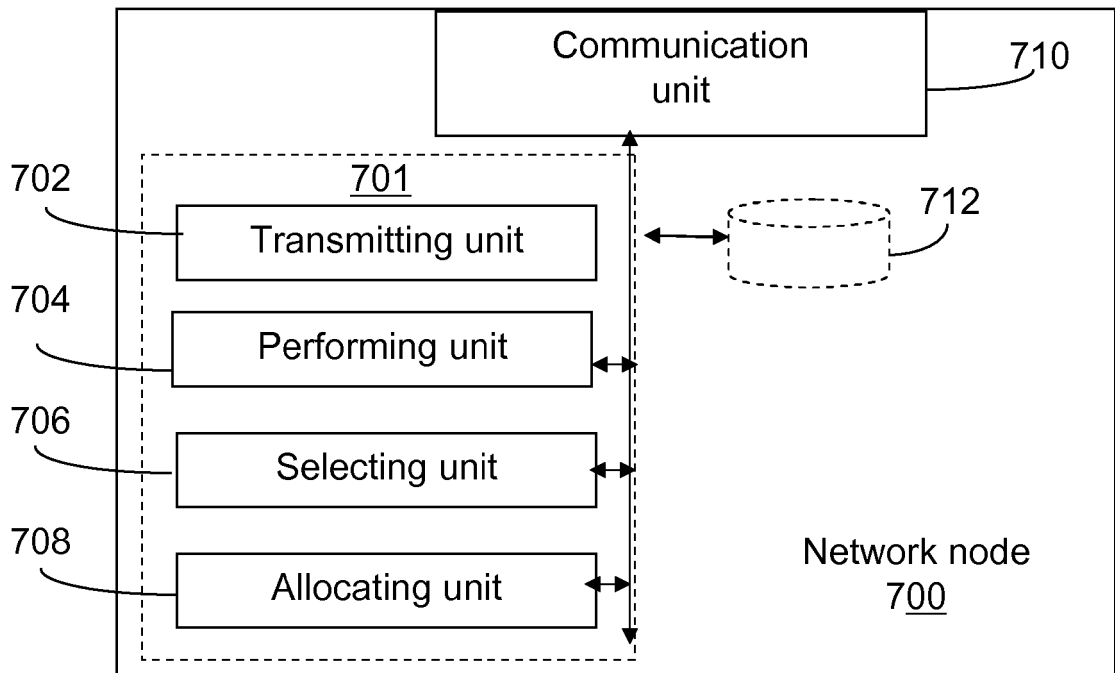 Communication
unit
710
702
701
Transmitting unit
712
704
Performing unit
706
Selecting unit
708
Allocating unit
Network node
700